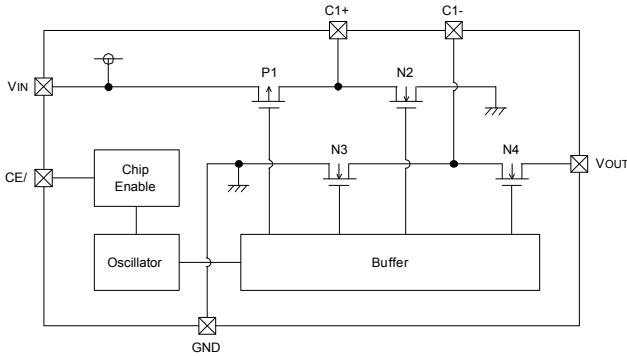 C1+ C1-
VIN P1 N2
N3 N4
CE/ Chip
Enable
VOUT
Oscillator Buffer
GND